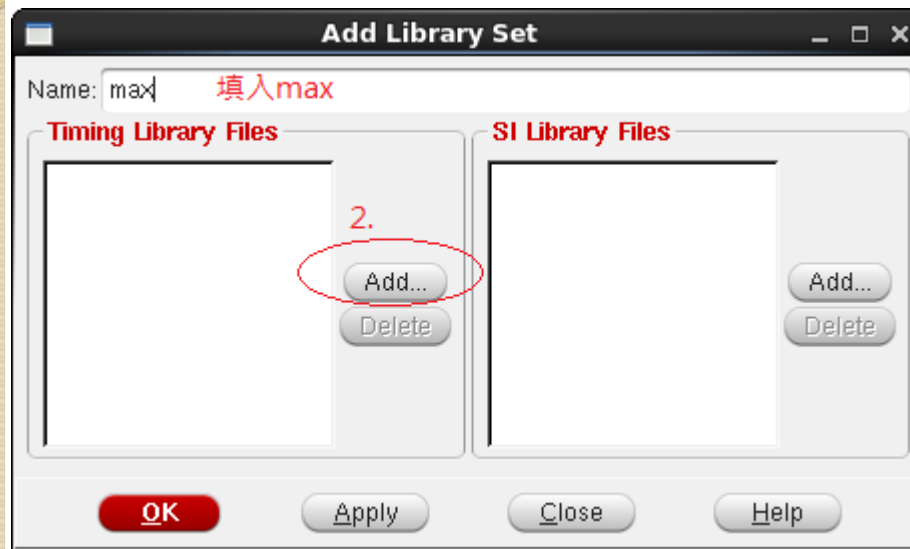 Add Library Set
Name: max 填入max
Timing Library Files
SI Library Files
2.
Add...
Add...
Delete
Delete
OK
Apply
Close
Help